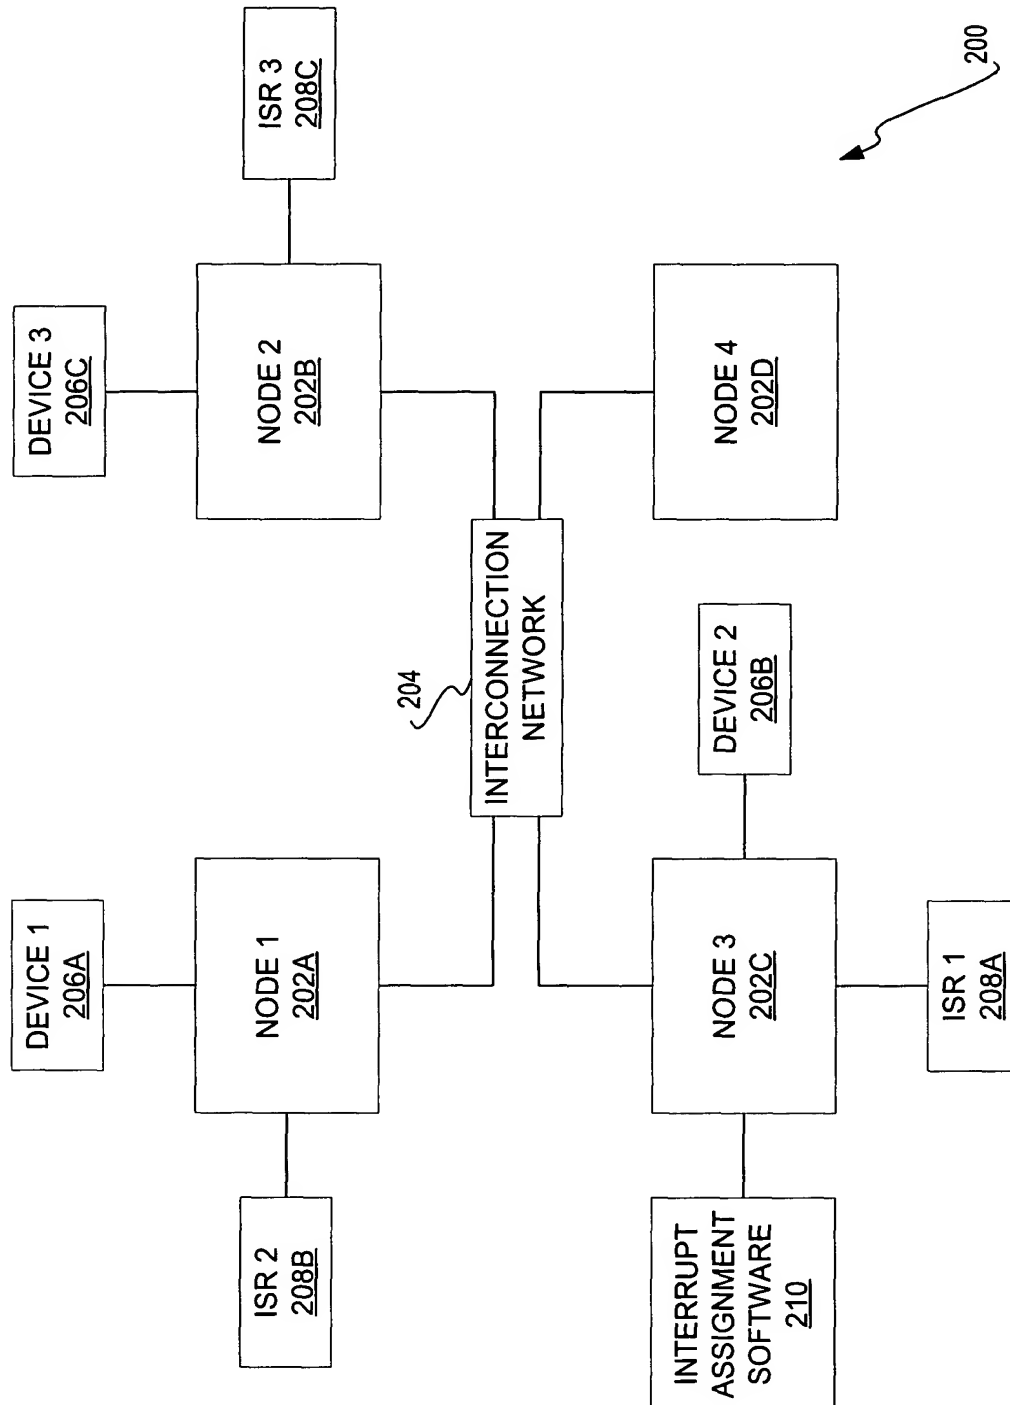 DEVICE 1
206A
DEVICE 3
206C
ISR 2
208B
NODE 1
202A
NODE 2
202B
ISR 3
208C
204
INTERCONNECTION
NETWORK
INTERRUPT
ASSIGNMENT
SOFTWARE
210
NODE 3
202C
DEVICE 2
206B
NODE 4
202D
ISR 1
208A
200